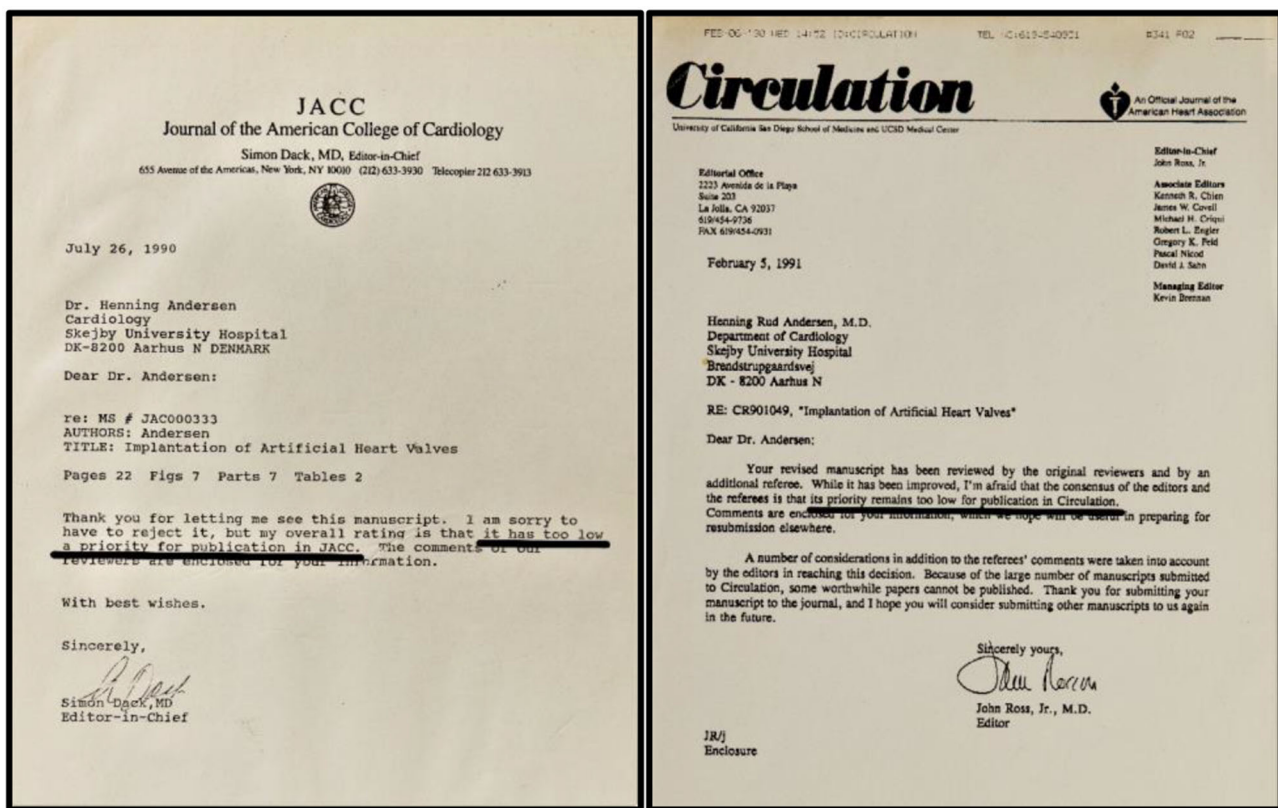 JACC
Journal of the American College of Cardiology
Simon Dack, MD, Editor-in-Chief
655 Avenue of the Americas, New York, NY 10010 (212) 633-3930 Telecopier 212 633-3913
July 26, 1990
Dr. Henning Andersen
Cardiology
Skejby University Hospital
DK-8200 Aarhus N DENMARK
Dear Dr. Andersen:
re: MS # JAC000333
AUTHORS: Andersen
TITLE: Implantation of Artificial Heart Valves
Pages 22 Figs 7 Parts 7 Tables 2
Thank you for letting me see this manuscript. I am sorry to
have to reject it, but my overall rating is that it has too low
a priority for publication in JACC. The comments of our
reviewers are enclosed for your information.
With best wishes.
Sincerely,
Simon Dack, MD
Editor-in-Chief
14:52 ID:CIRCULATION
#341 P02
Circulation
An Official Journal of the
American Heart Association
University of California San Diego School of Medicine and UCSD Medical Center
Editor-in-Chief
John Ross, Jr.
Associate Editors
Kenneth R. Chien
James W. Covell
Michael H. Criqui
Robert L. Engler
Gregory K. Feld
Pascal Nicod
David J. Sahn
Managing Editor
Kevin Brennan
Editorial Office
2223 Avenida de la Playa
Suite 203
La Jolla, CA 92037
619/454-9736
FAX 619/454-0931
February 5, 1991
Henning Rud Andersen, M.D.
Department of Cardiology
Skejby University Hospital
Brendstrupgaardsvej
DK - 8200 Aarhus N
RE: CR901049, "Implantation of Artificial Heart Valves"
Dear Dr. Andersen:
Your revised manuscript has been reviewed by the original reviewers and by an
additional referee. While it has been improved, I'm afraid that the consensus of the editors and
the referees is that its priority remains too low for publication in Circulation.
Comments are enclosed for your information, which we hope will be useful in preparing for
resubmission elsewhere.
A number of considerations in addition to the referees' comments were taken into account
by the editors in reaching this decision. Because of the large number of manuscripts submitted
to Circulation, some worthwhile papers cannot be published. Thank you for submitting your
manuscript to the journal, and I hope you will consider submitting other manuscripts to us again
in the future.
Sincerely yours,
John Ross, Jr., M.D.
Editor
JR/j
Enclosure